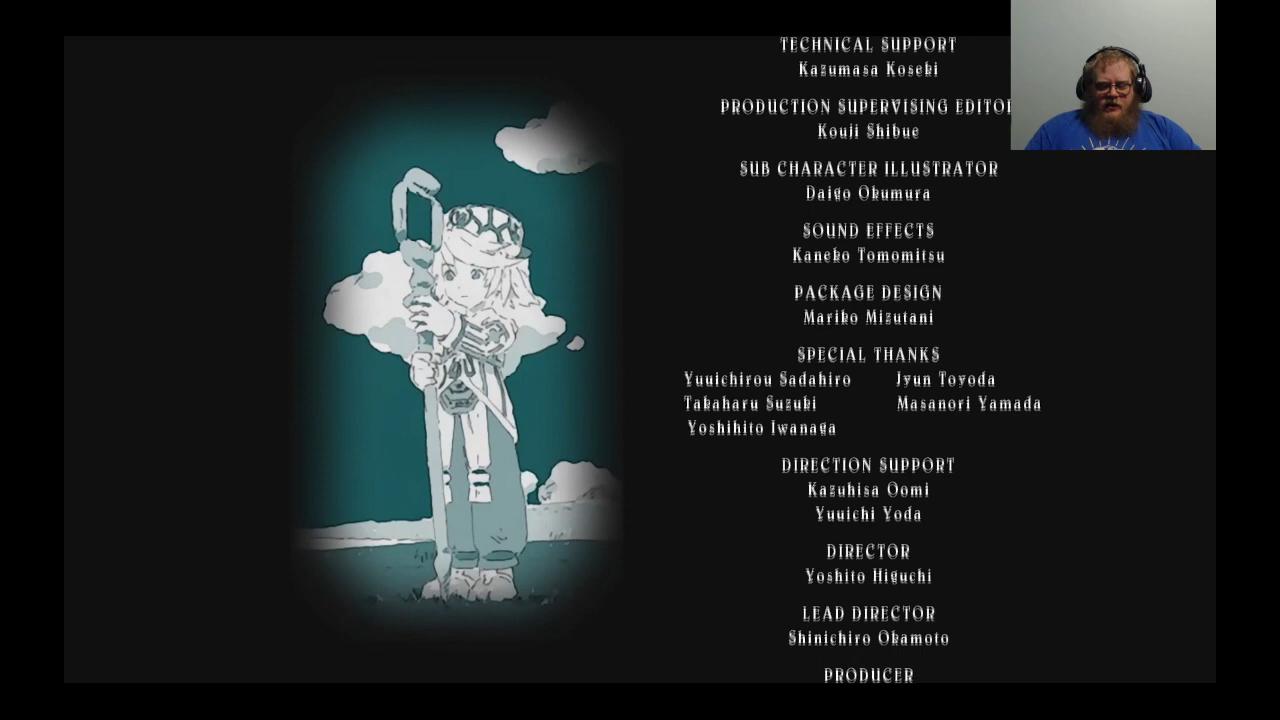 TECHNICAL SUPPORT
Kazumasa Koseki
PRODUCTION SUPERVISING EDITOR
Kouji Shibue
SUB CHARACTER ILLUSTRATOR
Daigo Okumura
SOUND EFFECTS
Kaneko Tomomitsu
PACKAGE DESIGN
Mariko Mizutani
SPECIAL THANKS
Yuuichirou Sadahiro Jyun Toyoda
Takaharu Suzuki Masanori Yamada
Yoshihito Iwanaga
DIRECTION SUPPORT
Kazuhisa Oomi
Yuuichi Yoda
DIRECTOR
Yoshito Higuchi
LEAD DIRECTOR
Shinichiro Okamoto
PRODUCER